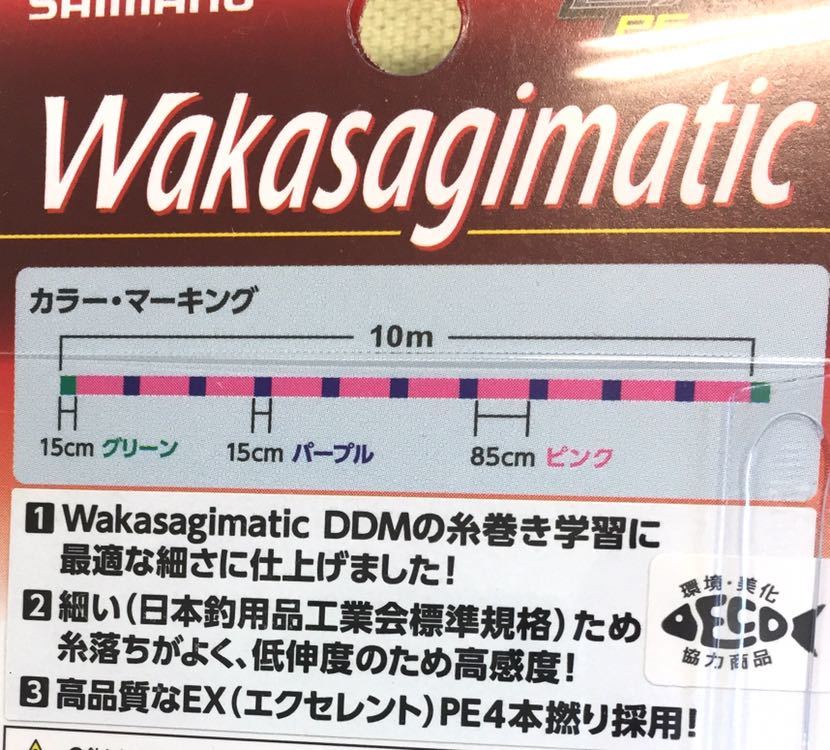 SHIMANO
Wakasagimatic
カラー・マーキング
10m
15cm グリーン
15cm パープル
85cm ピンク
1 Wakasagimatic DDMの糸巻き学習に
最適な細さに仕上げました!
2 細い(日本釣用品工業会標準規格)ため
糸落ちがよく、低伸度のため高感度!
3 高品質なEX(エクセレント)PE4本撚り採用!
環境・美化
ECO
協力商品